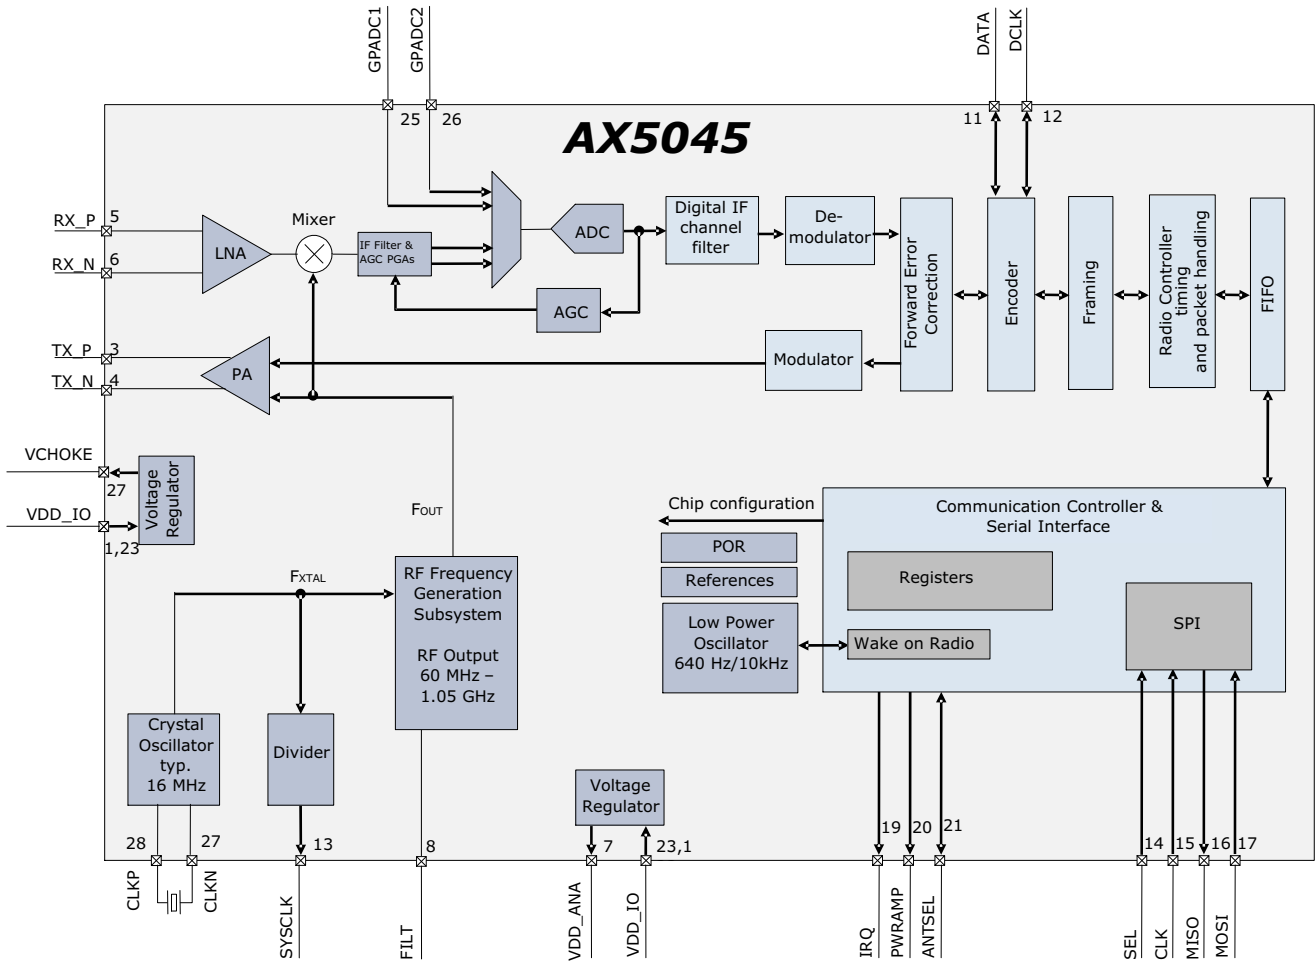 GPADC1
GPADC2
DATA
DCLK
25
26
11
12
AX5045
RX_P
5
RX_N
6
LNA
Mixer
IF Filter &
AGC PGAs
ADC
AGC
Digital IF
channel
filter
De-
modulator
Forward Error
Correction
Encoder
Framing
Radio Controller
timing
and packet handling
FIFO
TX_P
3
TX_N
4
PA
Modulator
VCHOKE
27
VDD_IO
1,23
Voltage
Regulator
FOUT
FXTAL
RF Frequency
Generation
Subsystem
RF Output
60 MHz –
1.05 GHz
Chip configuration
POR
References
Low Power
Oscillator
640 Hz/10kHz
Communication Controller &
Serial Interface
Registers
Wake on Radio
SPI
Crystal
Oscillator
typ.
16 MHz
Divider
Voltage
Regulator
28
27
13
8
7
23,1
19
20
21
14
15
16
17
CLKP
CLKN
SYSCLK
FILT
VDD_ANA
VDD_IO
IRQ
PWRAMP
ANTSEL
SEL
CLK
MISO
MOSI